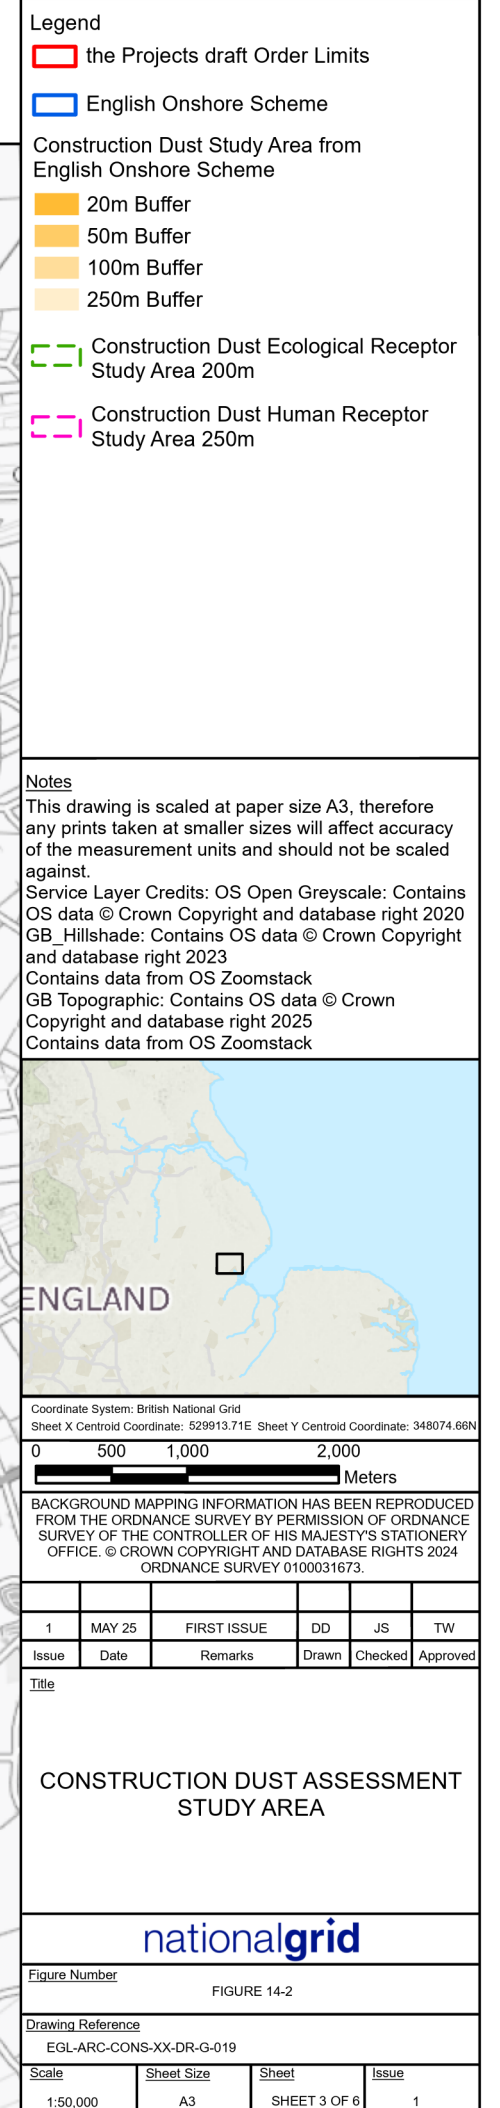 Legend
the Projects draft Order Limits
English Onshore Scheme
Construction Dust Study Area from
English Onshore Scheme
20m Buffer
50m Buffer
100m Buffer
250m Buffer
Construction Dust Ecological Receptor
Study Area 200m
Construction Dust Human Receptor
Study Area 250m
Notes
This drawing is scaled at paper size A3, therefore
any prints taken at smaller sizes will affect accuracy
of the measurement units and should not be scaled
against.
Service Layer Credits: OS Open Greyscale: Contains
OS data © Crown Copyright and database right 2020
GB_Hillshade: Contains OS data © Crown Copyright
and database right 2023
Contains data from OS Zoomstack
GB Topographic: Contains OS data © Crown
Copyright and database right 2025
Contains data from OS Zoomstack
ENGLAND
Coordinate System: British National Grid
Sheet X Centroid Coordinate: 529913.71E Sheet Y Centroid Coordinate: 348074.66N
0 500 1,000 2,000
Meters
BACKGROUND MAPPING INFORMATION HAS BEEN REPRODUCED
FROM THE ORDNANCE SURVEY BY PERMISSION OF ORDNANCE
SURVEY OF THE CONTROLLER OF HIS MAJESTY'S STATIONERY
OFFICE. © CROWN COPYRIGHT AND DATABASE RIGHTS 2024
ORDNANCE SURVEY 0100031673.
1 MAY 25 FIRST ISSUE DD JS TW
Issue Date Remarks Drawn Checked Approved
Title
CONSTRUCTION DUST ASSESSMENT
STUDY AREA
nationalgrid
Figure Number
FIGURE 14-2
Drawing Reference
EGL-ARC-CONS-XX-DR-G-019
Scale Sheet Size Sheet Issue
1:50,000 A3 SHEET 3 OF 6 1